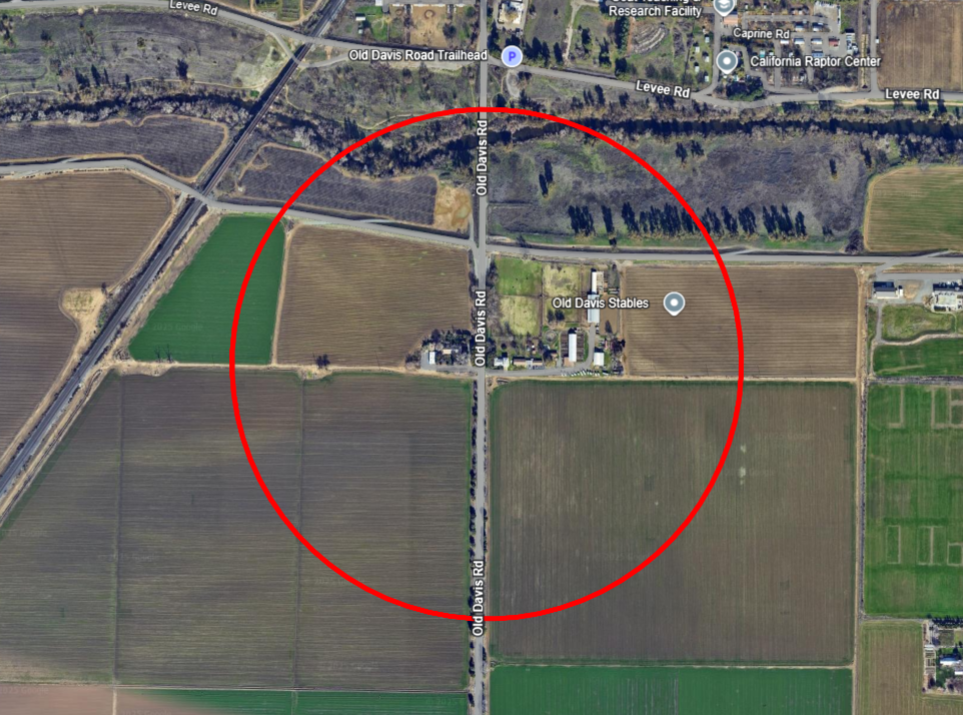 Levee Rd
Research Facility
Caprine Rd
Old Davis Road Trailhead
P
California Raptor Center
Levee Rd
Levee Rd
Old Davis Rd
Old Davis Rd
Old Davis Stables
Old Davis Rd